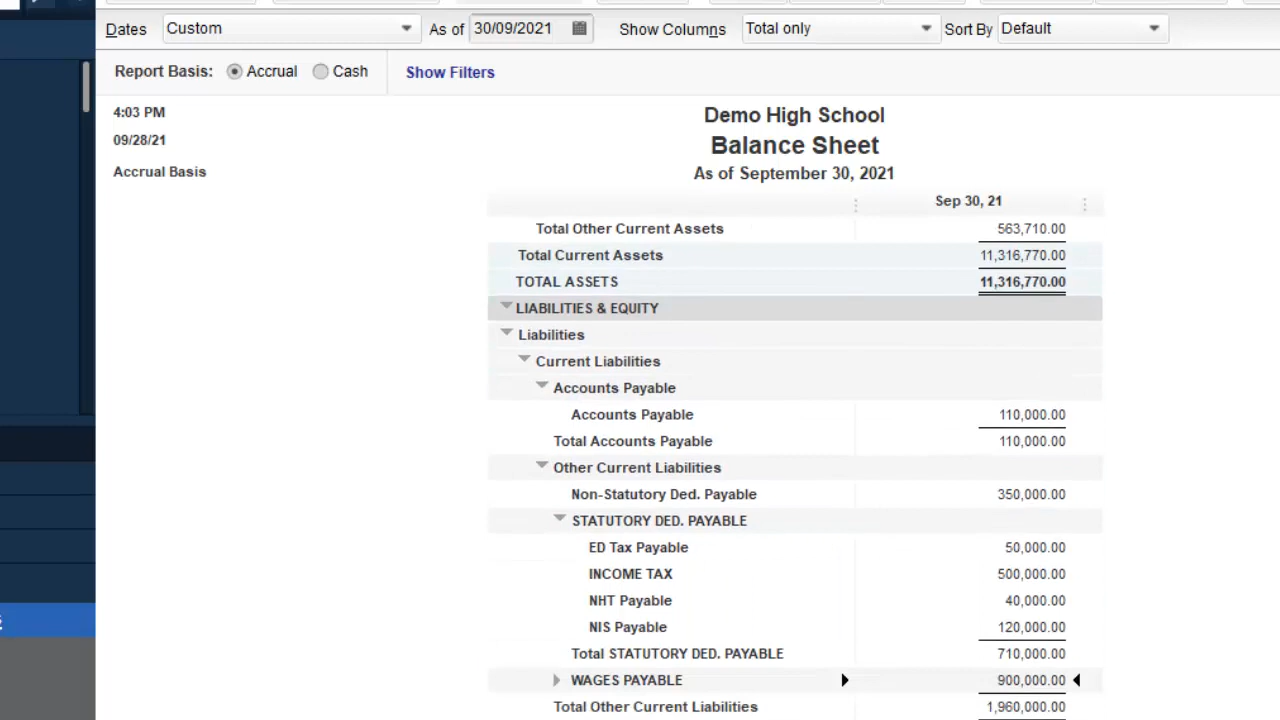 Dates Custom As of 30/09/2021 Show Columns Total only Sort By Default
Report Basis: Accrual Cash Show Filters
4:03 PM
09/28/21
Accrual Basis
Demo High School
Balance Sheet
As of September 30, 2021
Sep 30, 21
Total Other Current Assets 563,710.00
Total Current Assets 11,316,770.00
TOTAL ASSETS 11,316,770.00
LIABILITIES & EQUITY
Liabilities
Current Liabilities
Accounts Payable
Accounts Payable 110,000.00
Total Accounts Payable 110,000.00
Other Current Liabilities
Non-Statutory Ded. Payable 350,000.00
STATUTORY DED. PAYABLE
ED Tax Payable 50,000.00
INCOME TAX 500,000.00
NHT Payable 40,000.00
NIS Payable 120,000.00
Total STATUTORY DED. PAYABLE 710,000.00
WAGES PAYABLE 900,000.00
Total Other Current Liabilities 1,960,000.00